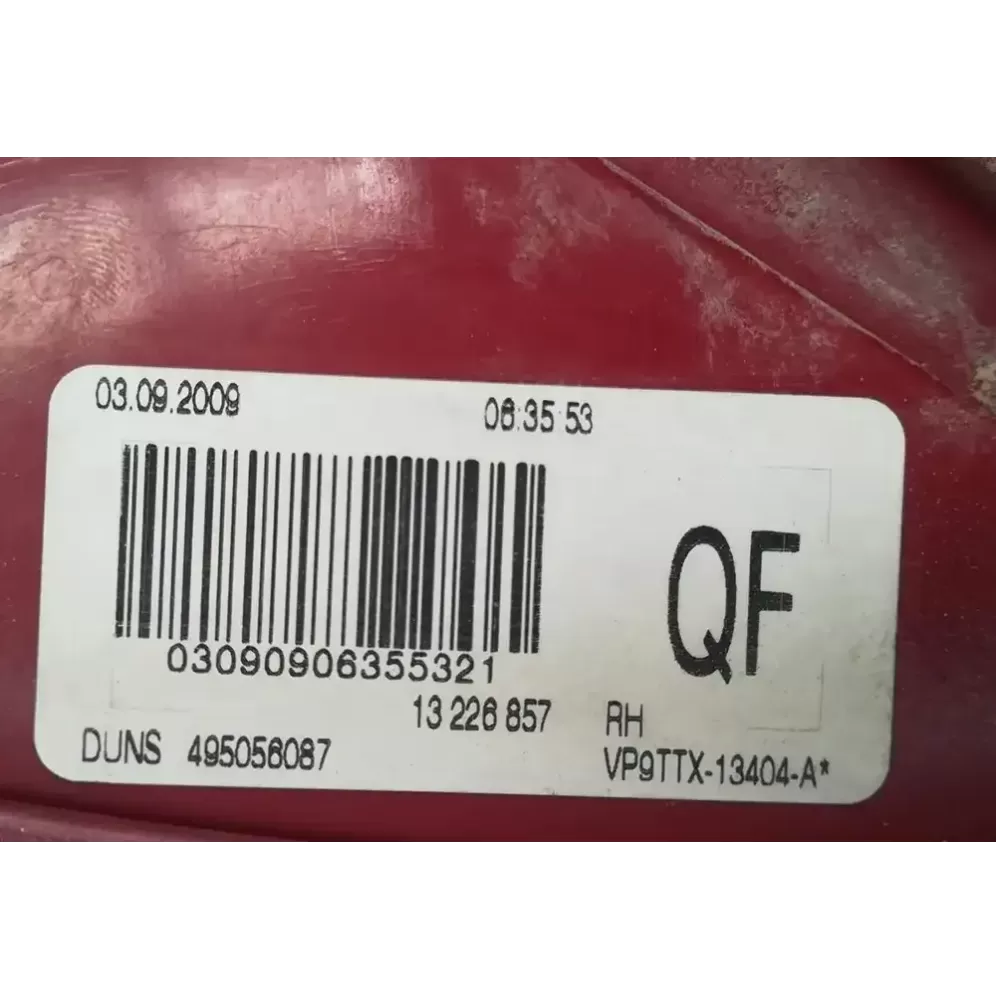 03.09.2009 06:35:53
QF
03090906355321
13 226 857 RH
DUNS 495056087 VP9TTX-13404-A*